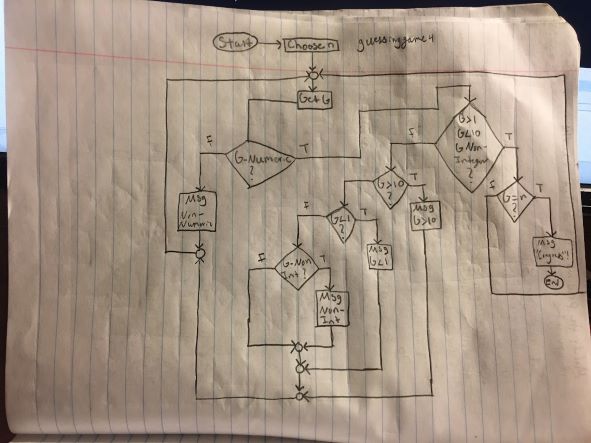 Start
Choose n
guessinggame4
Get G
F
G-Numeric
?
T
Msg
Non-
Numeric
F
G>1
G<10
G Non-
Integer
?
T
F
G>10
?
T
Msg
G>10
F
G<1
?
T
Msg
G<1
F
G-Non
Int?
T
Msg
Non-
Int
F
G=n
?
T
Msg
"Congrats"!